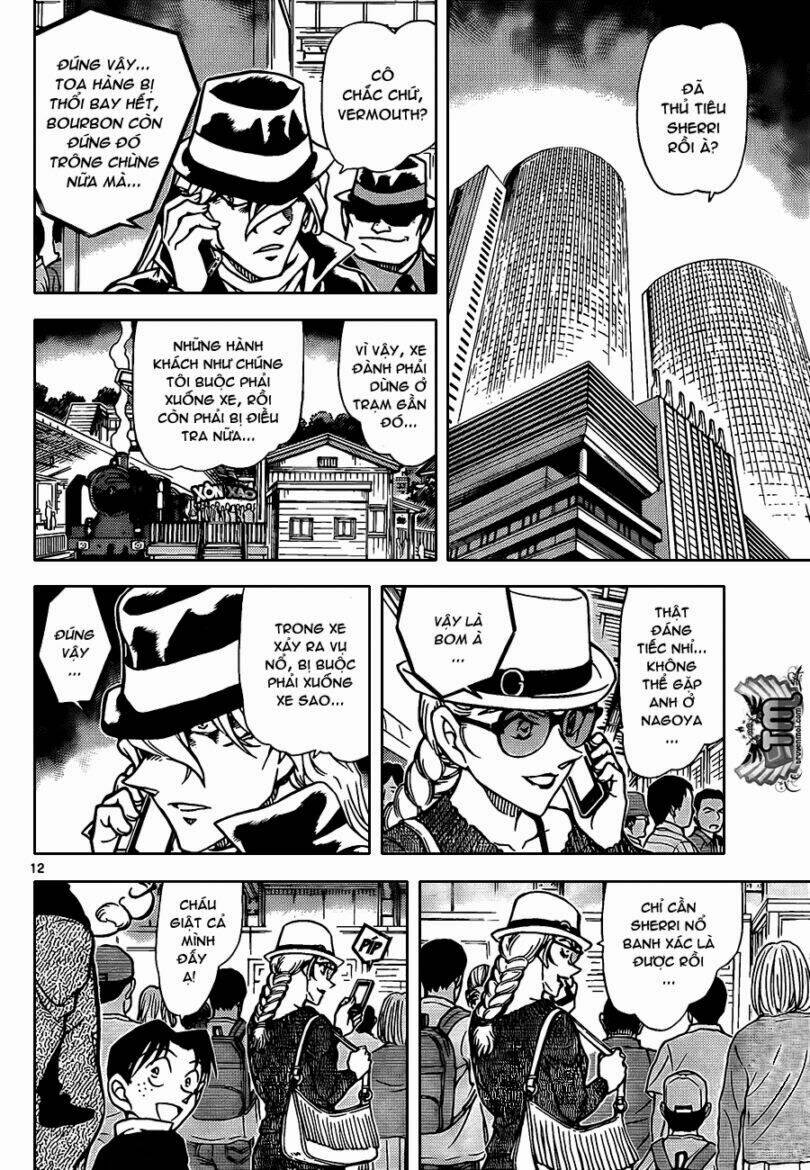 ĐÃ
THỦ TIÊU
SHERRI
RỒI À?
CÔ
CHẮC CHỨ,
VERMOUTH?
ĐÚNG VẬY...
TOA HÀNG BỊ
THỔI BAY HẾT,
BOURBON CÒN
ĐỨNG ĐÓ
TRÔNG CHỪNG
NỮA MÀ...
VÌ VẬY, XE
ĐÀNH PHẢI
DỪNG Ở
TRẠM GẦN
ĐÓ...
NHỮNG HÀNH
KHÁCH NHƯ CHÚNG
TÔI BUỘC PHẢI
XUỐNG XE, RỒI
CÒN PHẢI BỊ ĐIỀU
TRA NỮA...
XÔN XAO
THẬT
ĐÁNG
TIẾC NHỈ...
KHÔNG
THỂ GẶP
ANH Ở
NAGOYA
...
VẬY LÀ
BOM À
...
TRONG XE
XẢY RA VỤ
NỔ, BỊ BUỘC
PHẢI XUỐNG
XE SAO...
ĐÚNG
VẬY
...
12
CHỈ CẦN
SHERRI NỔ
BANH XÁC LÀ
ĐƯỢC RỒI
...
PÍP
CHÁU
GIẬT CẢ
MÌNH
ĐẤY
Ạ!